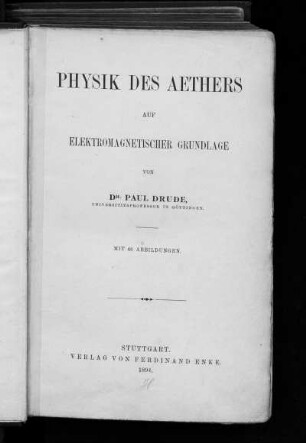 PHYSIK DES AETHERS
AUF
ELEKTROMAGNETISCHER GRUNDLAGE
VON
DR. PAUL DRUDE,
UNIVERSITÄTSPROFESSOR IN GÖTTINGEN.
MIT 66 ABBILDUNGEN.
STUTTGART.
VERLAG VON FERDINAND ENKE.
1894.